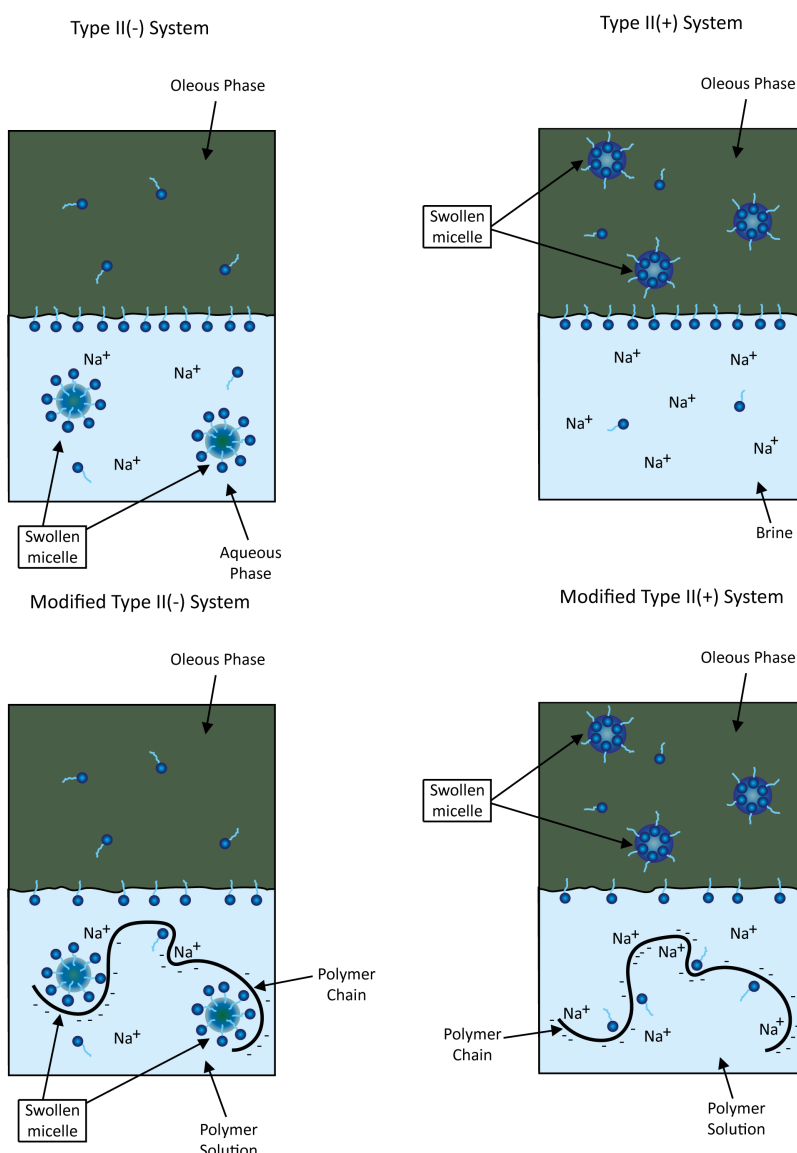 Type II(-) System
Oleous Phase
Na+
Na+
Na+
Swollen
micelle
Aqueous
Phase
Type II(+) System
Oleous Phase
Swollen
micelle
Na+
Na+
Na+
Na+
Na+
Na+
Brine
Modified Type II(-) System
Oleous Phase
Na+
Na+
Polymer
Chain
Na+
Swollen
micelle
Polymer
Solution
Modified Type II(+) System
Oleous Phase
Swollen
micelle
Na+
Na+
Na+
Na+
Na+
Na+
Polymer
Chain
Polymer
Solution